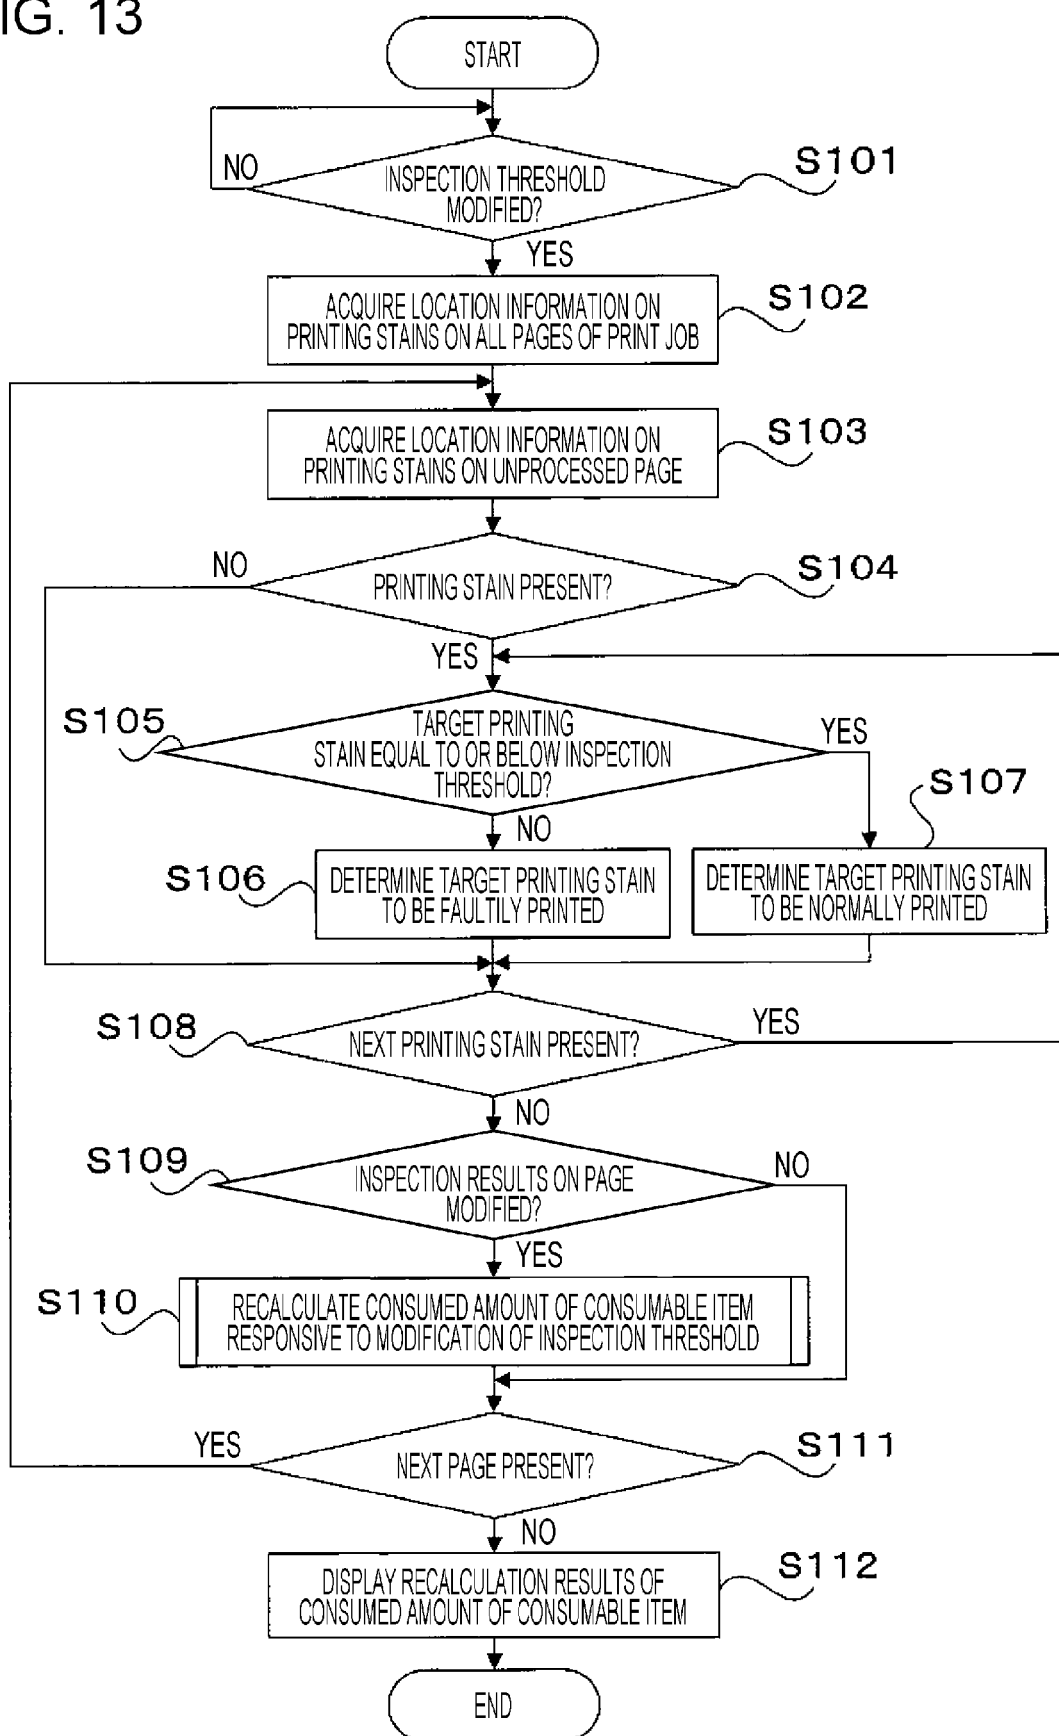 IG. 13
START
NO
INSPECTION THRESHOLD
MODIFIED?
S101
YES
ACQUIRE LOCATION INFORMATION ON
PRINTING STAINS ON ALL PAGES OF PRINT JOB
S102
ACQUIRE LOCATION INFORMATION ON
PRINTING STAINS ON UNPROCESSED PAGE
S103
NO
PRINTING STAIN PRESENT?
S104
YES
S105
TARGET PRINTING
STAIN EQUAL TO OR BELOW INSPECTION
THRESHOLD?
YES
NO
S107
S106
DETERMINE TARGET PRINTING STAIN
TO BE FAULTILY PRINTED
DETERMINE TARGET PRINTING STAIN
TO BE NORMALLY PRINTED
S108
NEXT PRINTING STAIN PRESENT?
YES
NO
S109
INSPECTION RESULTS ON PAGE
MODIFIED?
NO
YES
S110
RECALCULATE CONSUMED AMOUNT OF CONSUMABLE ITEM
RESPONSIVE TO MODIFICATION OF INSPECTION THRESHOLD
YES
NEXT PAGE PRESENT?
S111
NO
DISPLAY RECALCULATION RESULTS OF
CONSUMED AMOUNT OF CONSUMABLE ITEM
S112
END